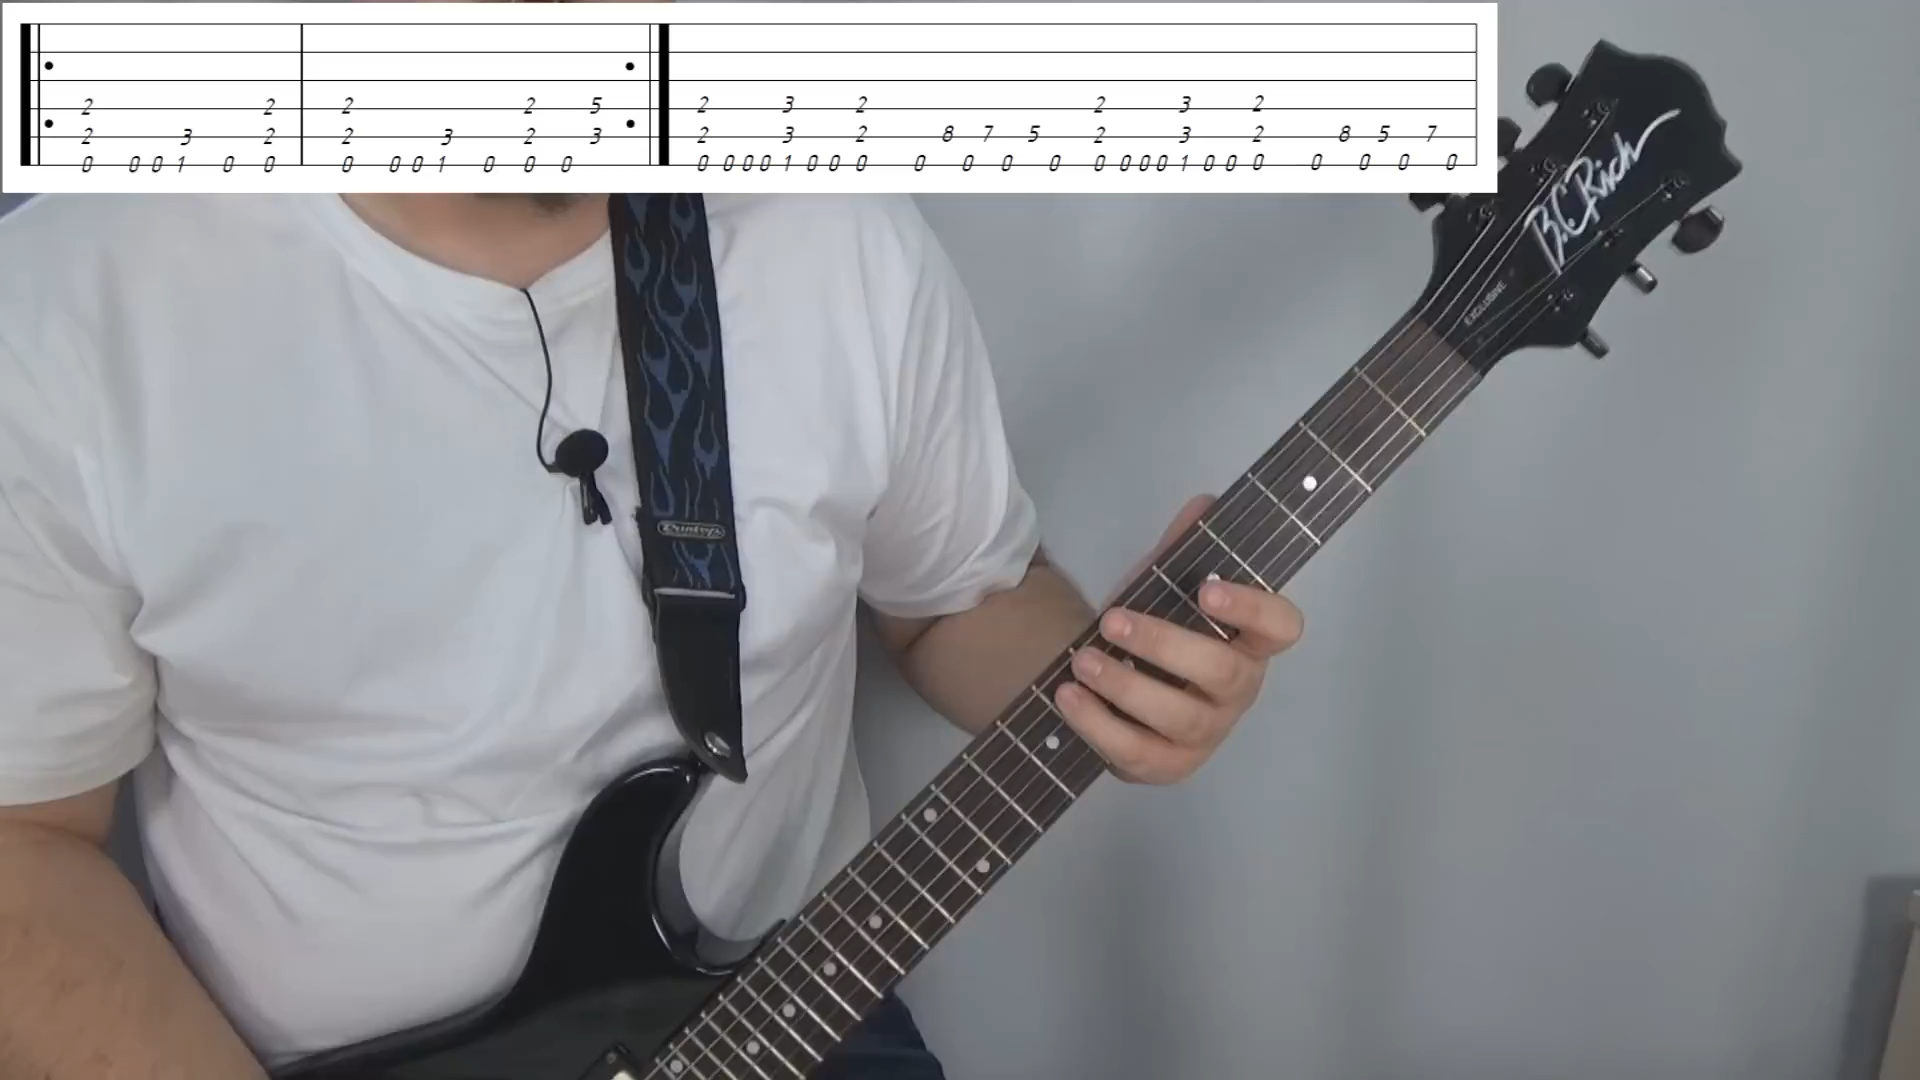 2 2 2 2 5 2 3 2 2 3 2
2 3 2 2 3 2 3 2 3 2 8 7 5 2 3 2 8 5 7
0 0 0 1 0 0 0 0 0 1 0 0 0 0 0 0 0 1 0 0 0 0 0 0 0 0 0 0 0 1 0 0 0 0 0 0 0
B.C. Rich
EXCLUSIVE
Dunlop